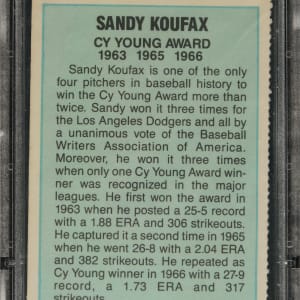 SANDY KOUFAX
CY YOUNG AWARD
1963 1965 1966
Sandy Koufax is one of the only
four pitchers in baseball history to
win the Cy Young Award more than
twice. Sandy won it three times for
the Los Angeles Dodgers and all by
a unanimous vote of the Baseball
Writers Association of America.
Moreover, he won it three times
when only one Cy Young Award win-
ner was recognized in the major
leagues. He first won the award in
1963 when he posted a 25-5 record
with a 1.88 ERA and 306 strikeouts.
He captured it a second time in 1965
when he went 26-8 with a 2.04 ERA
and 382 strikeouts. He repeated as
Cy Young winner in 1966 with a 27-9
record, a 1.73 ERA and 317
strikeouts.